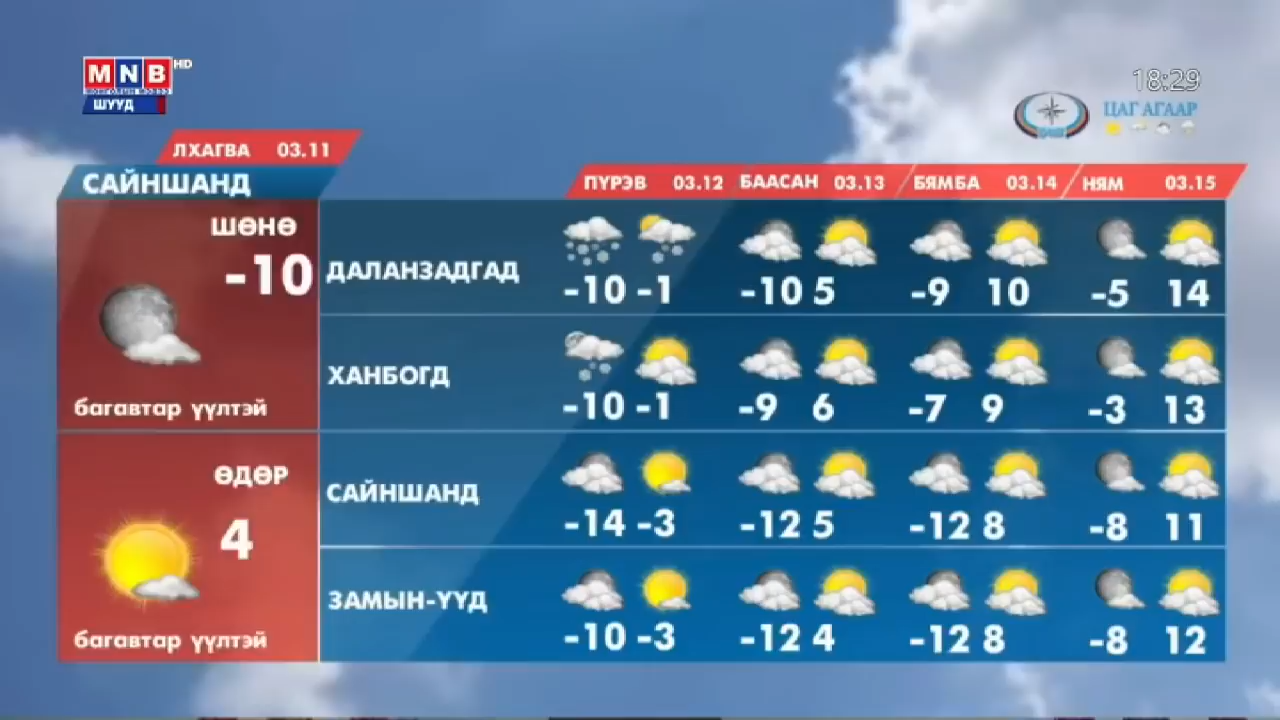 MNB HD
МОНГОЛЫН МЭДЭЭ
ШУУД
18:29
ЦАГ АГААР
ЛХАГВА 03.11
САЙНШАНД
ПҮРЭВ 03.12 БААСАН 03.13 БЯМБА 03.14 НЯМ 03.15
ШӨНӨ
-10
багавтар үүлтэй
ӨДӨР
4
багавтар үүлтэй
ДАЛАНЗАДГАД
-10 -1 -10 5 -9 10 -5 14
ХАНБОГД
-10 -1 -9 6 -7 9 -3 13
САЙНШАНД
-14 -3 -12 5 -12 8 -8 11
ЗАМЫН-ҮҮД
-10 -3 -12 4 -12 8 -8 12